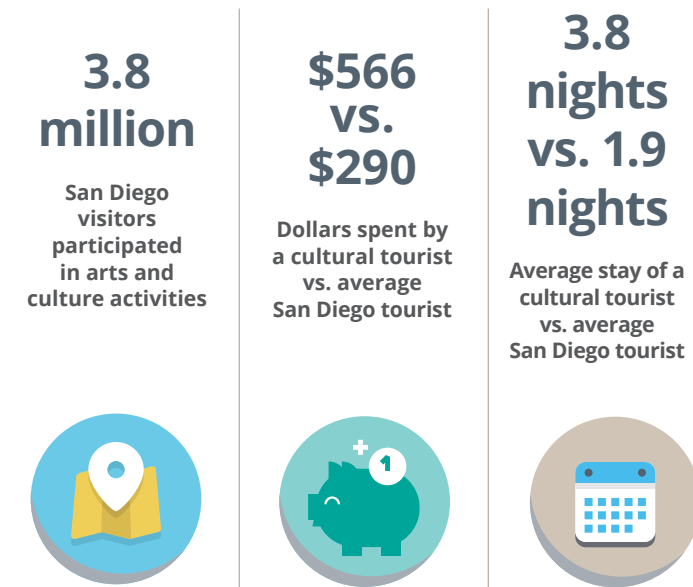 3.8
million
San Diego
visitors
participated
in arts and
culture activities
$566
vs.
$290
Dollars spent by
a cultural tourist
vs. average
San Diego tourist
1
3.8
nights
vs. 1.9
nights
Average stay of a
cultural tourist
vs. average
San Diego tourist